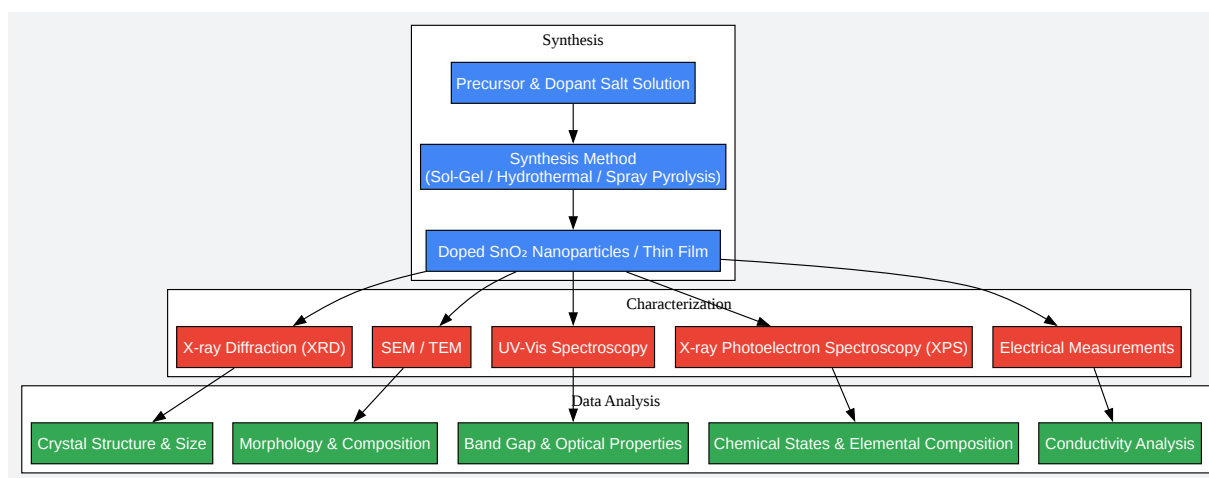 Synthesis
Precursor & Dopant Salt Solution
Synthesis Method
(Sol-Gel / Hydrothermal / Spray Pyrolysis)
Doped SnO₂ Nanoparticles / Thin Film
Characterization
X-ray Diffraction (XRD)
SEM / TEM
UV-Vis Spectroscopy
X-ray Photoelectron Spectroscopy (XPS)
Electrical Measurements
Data Analysis
Crystal Structure & Size
Morphology & Composition
Band Gap & Optical Properties
Chemical States & Elemental Composition
Conductivity Analysis